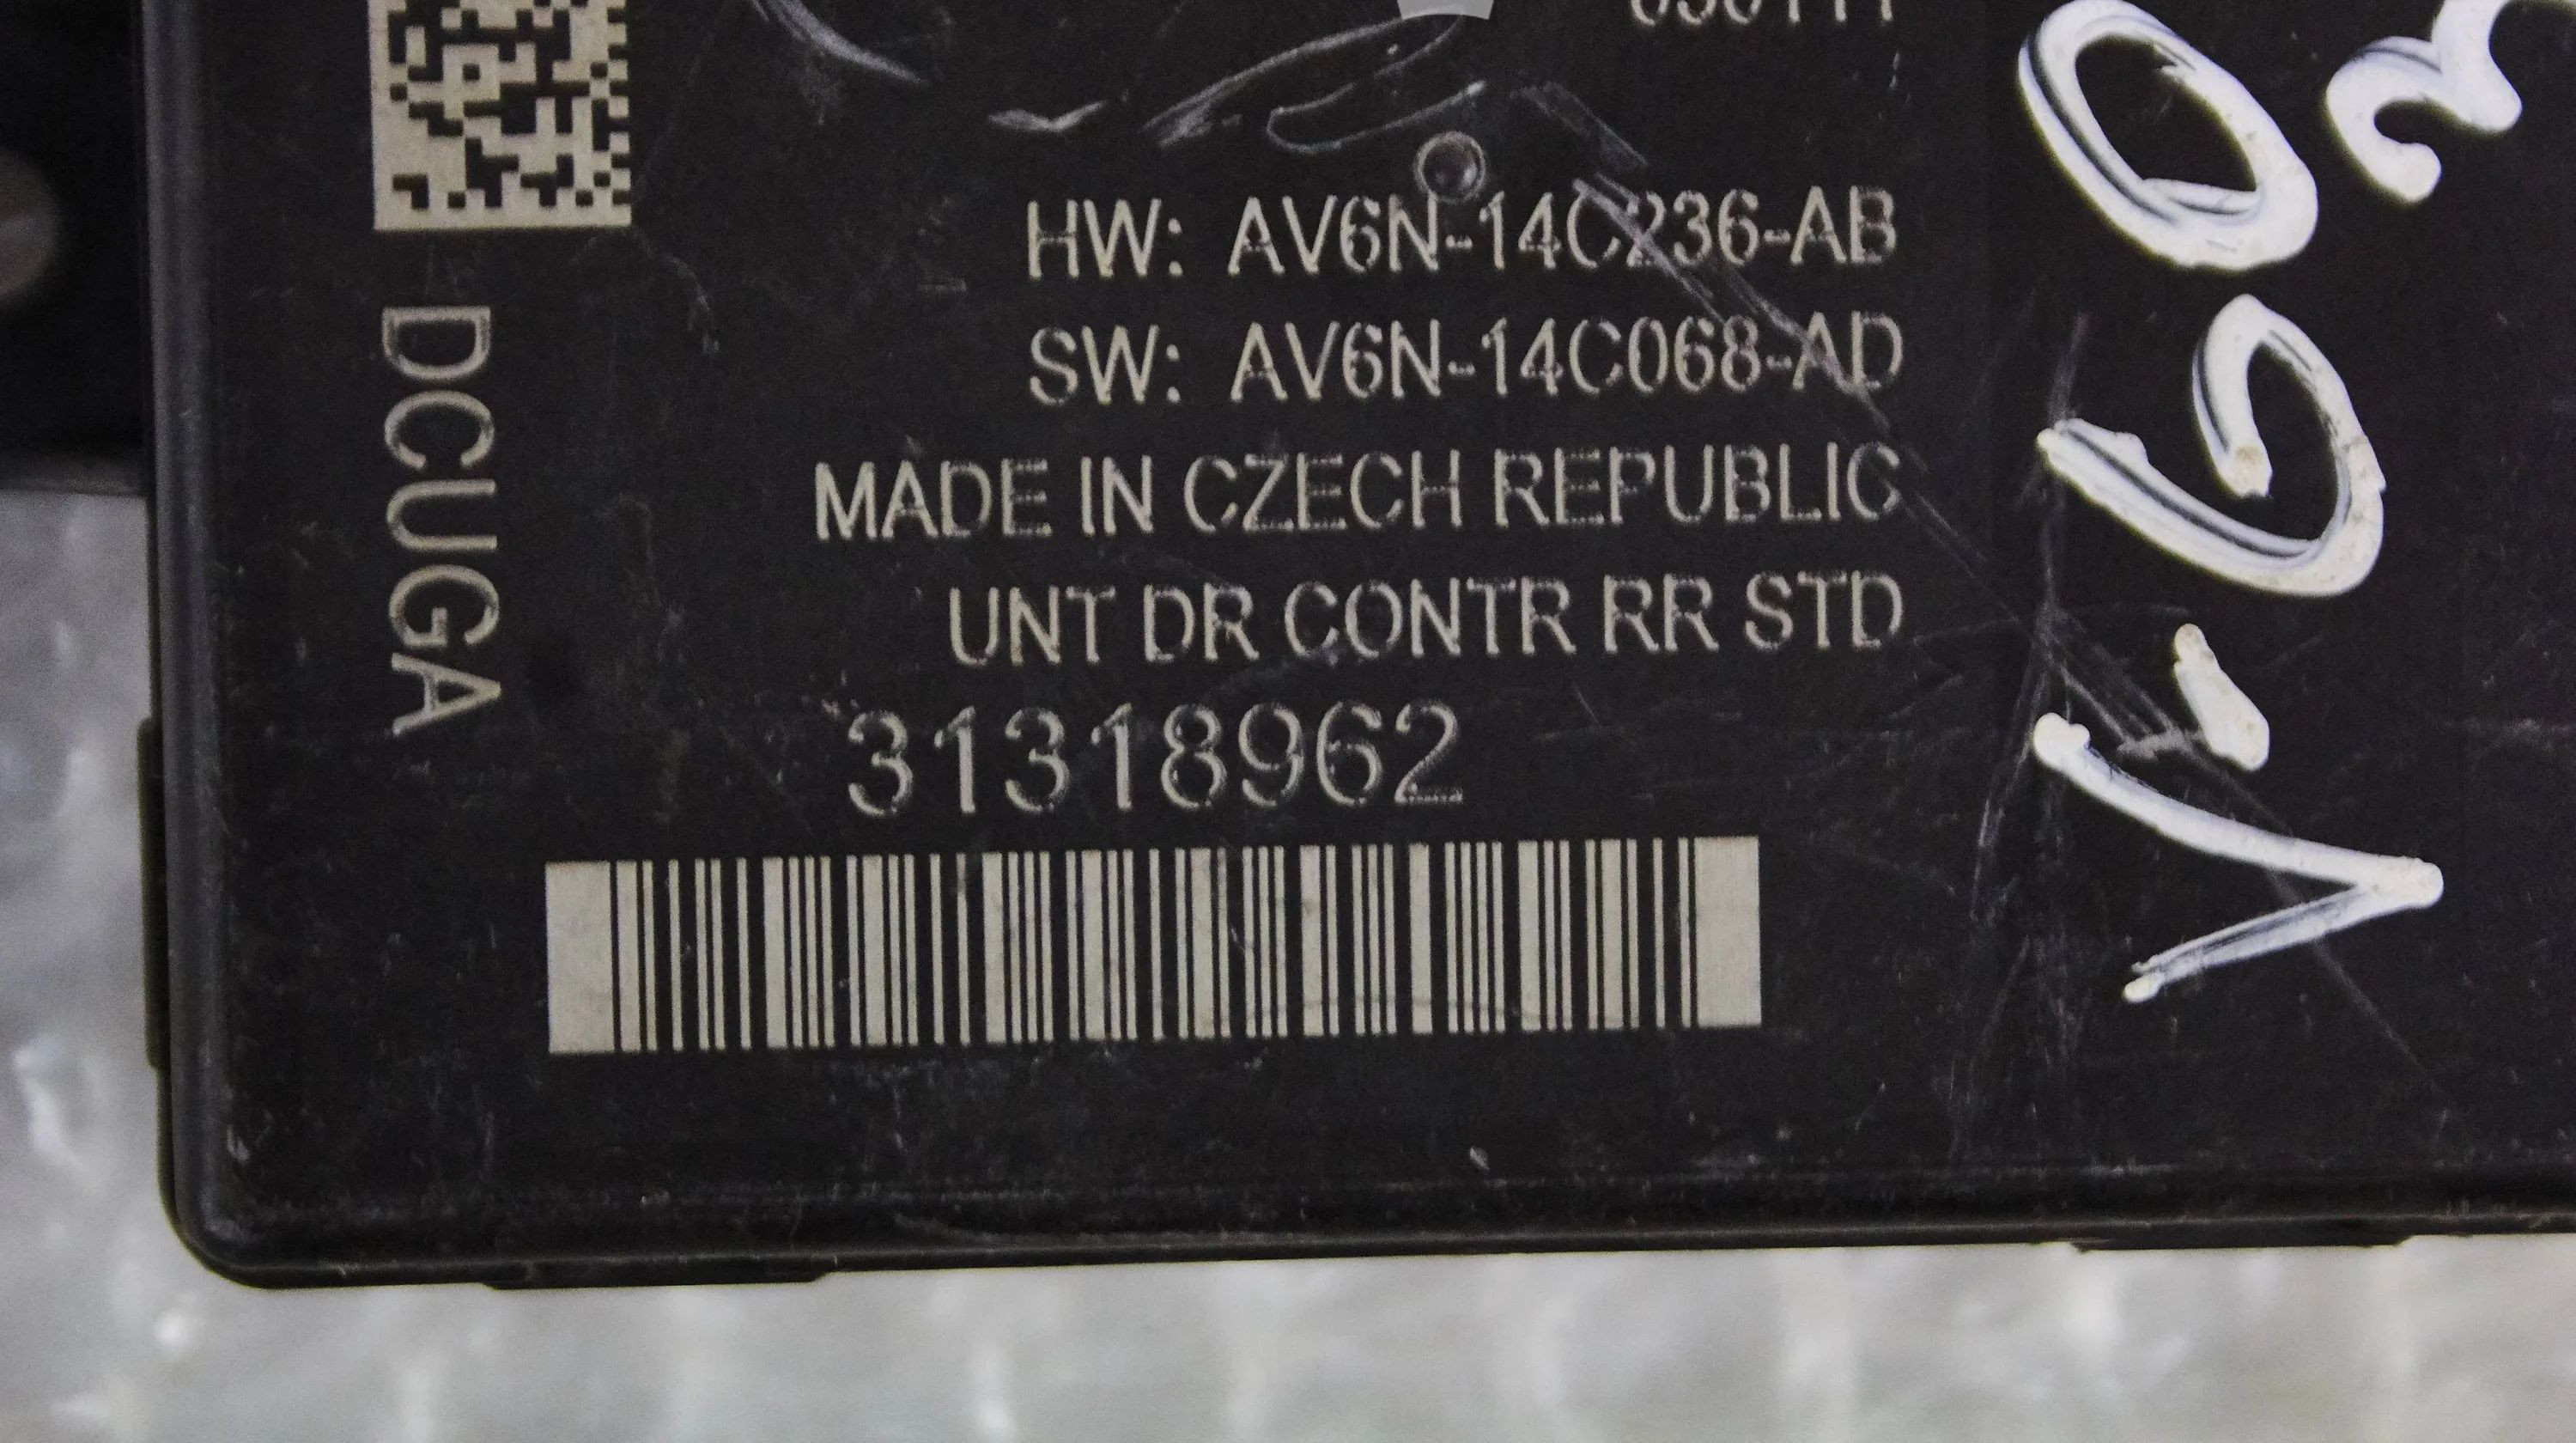 HW: AV6N-14C236-AB
SW: AV6N-14C068-AD
MADE IN CZECH REPUBLIC
UNT DR CONTR RR STD
31318962
DCUGA